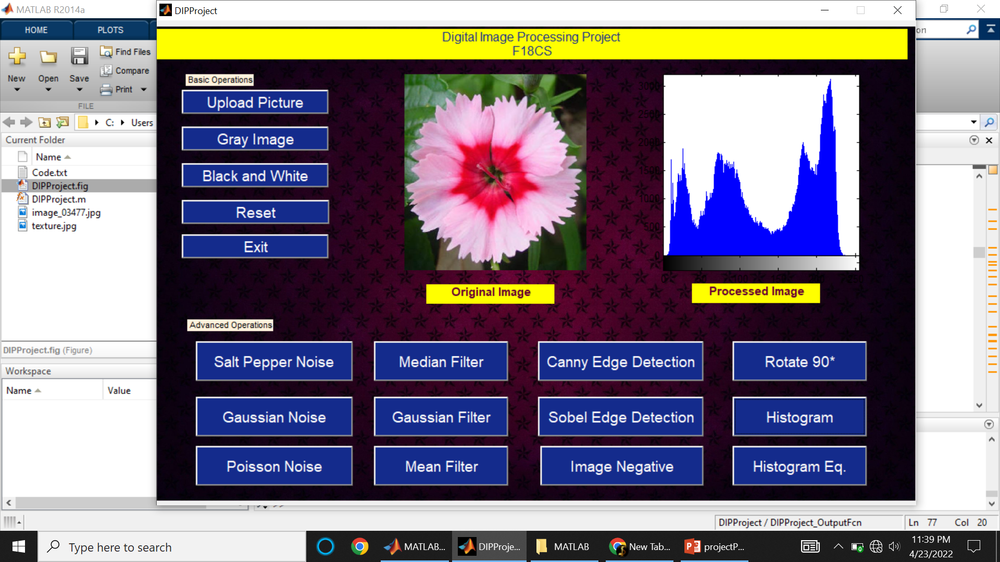 MATLAB R2014a
DIPProject
HOME
PLOTS
on
New
Open
Save
Find Files
Compare
Print
FILE
C:
Users
Current Folder
Name
Code.txt
DIPProject.fig
DIPProject.m
image_03477.jpg
texture.jpg
DIPProject.fig (Figure)
Workspace
Name
Value
Digital Image Processing Project
F18CS
Basic Operations
Upload Picture
Gray Image
Black and White
Reset
Exit
3000
2500
2000
1500
1000
500
0
0 50 100 150 200 250
Original Image
Processed Image
Advanced Operations
Salt Pepper Noise
Median Filter
Canny Edge Detection
Rotate 90*
Gaussian Noise
Gaussian Filter
Sobel Edge Detection
Histogram
Poisson Noise
Mean Filter
Image Negative
Histogram Eq.
DIPProject / DIPProject_OutputFcn
Ln 77 Col 20
Type here to search
MATLAB...
DIPProje...
MATLAB
New Tab...
projectP...
11:39 PM
4/23/2022